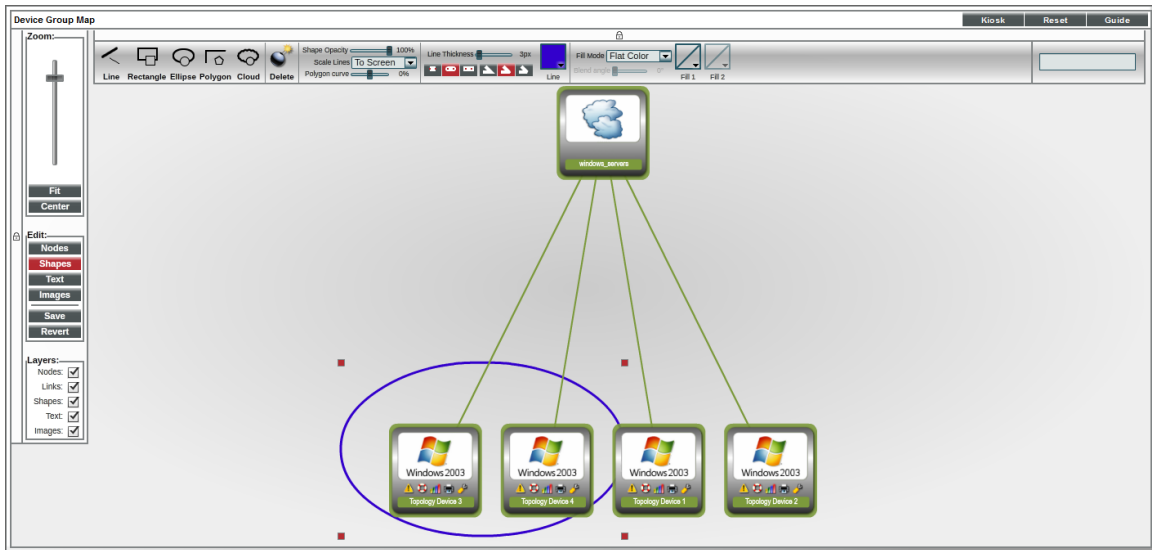 Device Group Map
Kiosk Reset Guide
Zoom:
Fit
Center
Edit:
Nodes
Shapes
Text
Images
Save
Revert
Layers:
Nodes:
Links:
Shapes:
Text:
Images:
Line Rectangle Ellipse Polygon Cloud Delete
Shape Opacity 100%
Scale Lines To Screen
Polygon curve 0%
Line Thickness 3px
Line
Fill Mode Flat Color
Blend angle 0°
Fill 1 Fill 2
windows_servers
Windows 2003 Windows 2003 Windows 2003 Windows 2003
Topology Device 3 Topology Device 4 Topology Device 1 Topology Device 2